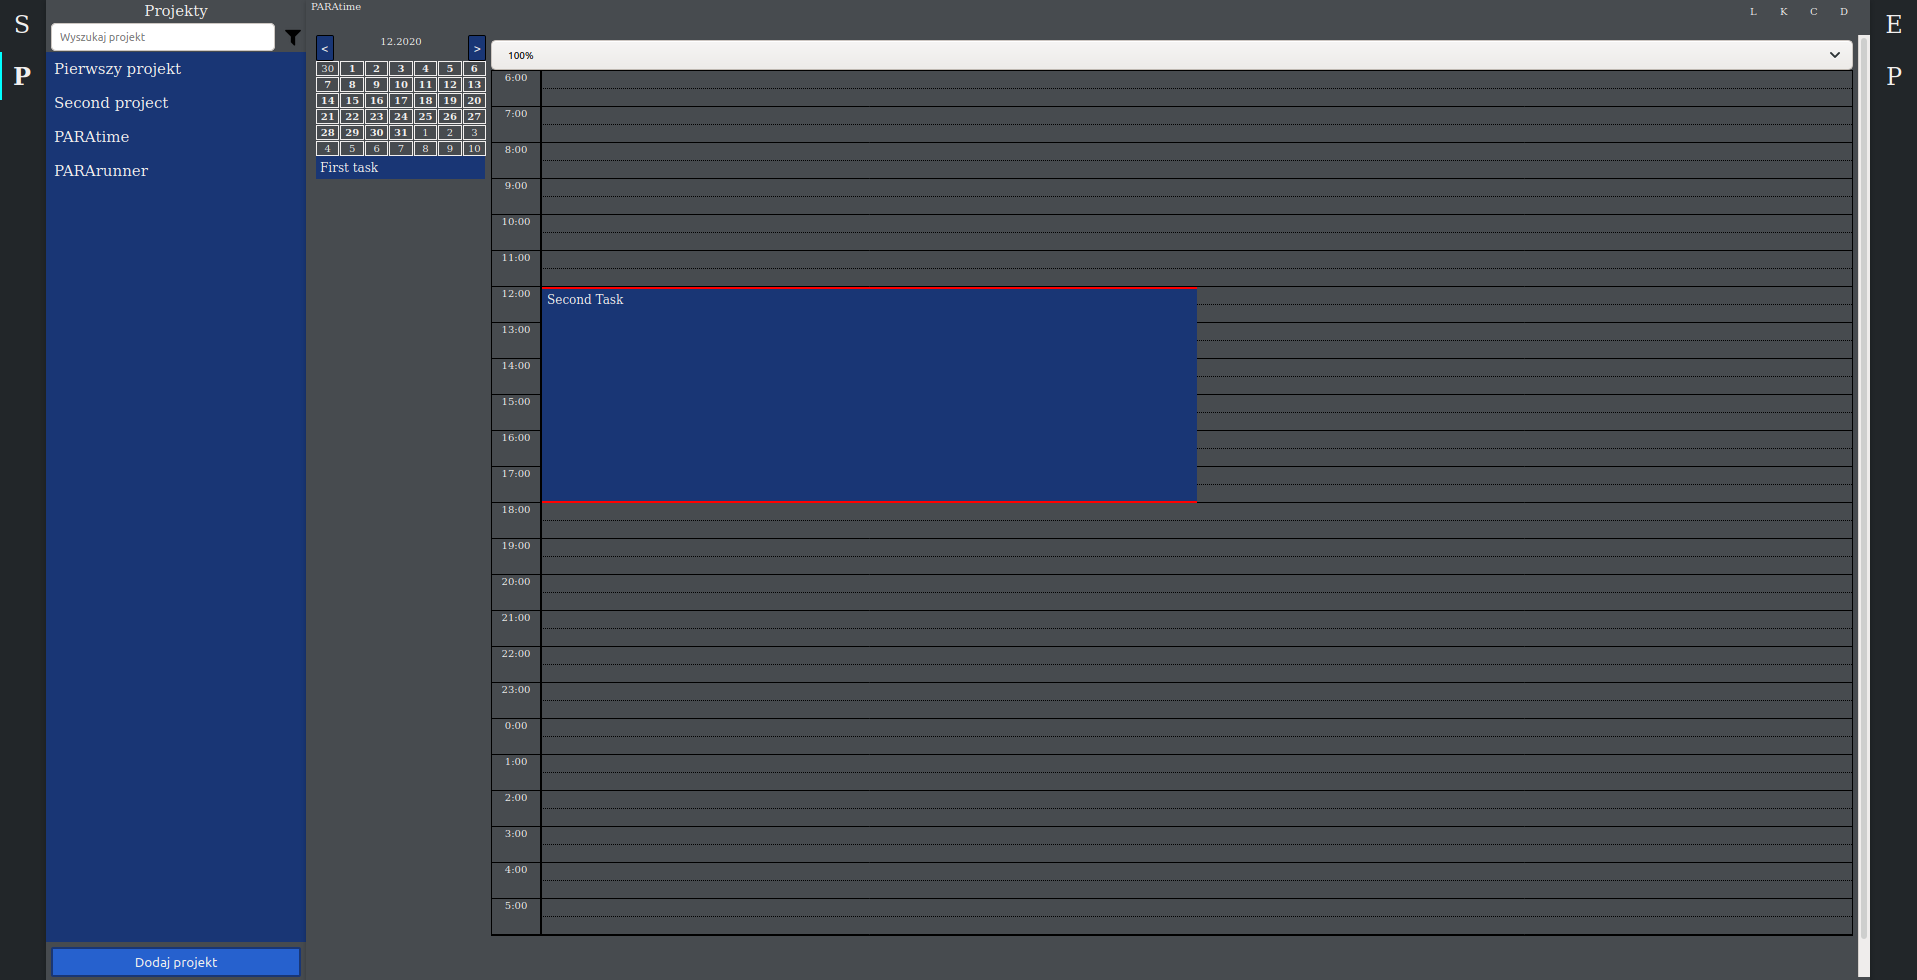 S
P
Projekty
Wyszukaj projekt
Pierwszy projekt
Second project
PARAtime
PARArunner
Dodaj projekt
PARAtime
L K C D
< 12.2020 >
30 1 2 3 4 5 6
7 8 9 10 11 12 13
14 15 16 17 18 19 20
21 22 23 24 25 26 27
28 29 30 31 1 2 3
4 5 6 7 8 9 10
First task
100%
6:00
7:00
8:00
9:00
10:00
11:00
12:00
Second Task
13:00
14:00
15:00
16:00
17:00
18:00
19:00
20:00
21:00
22:00
23:00
0:00
1:00
2:00
3:00
4:00
5:00
E
P